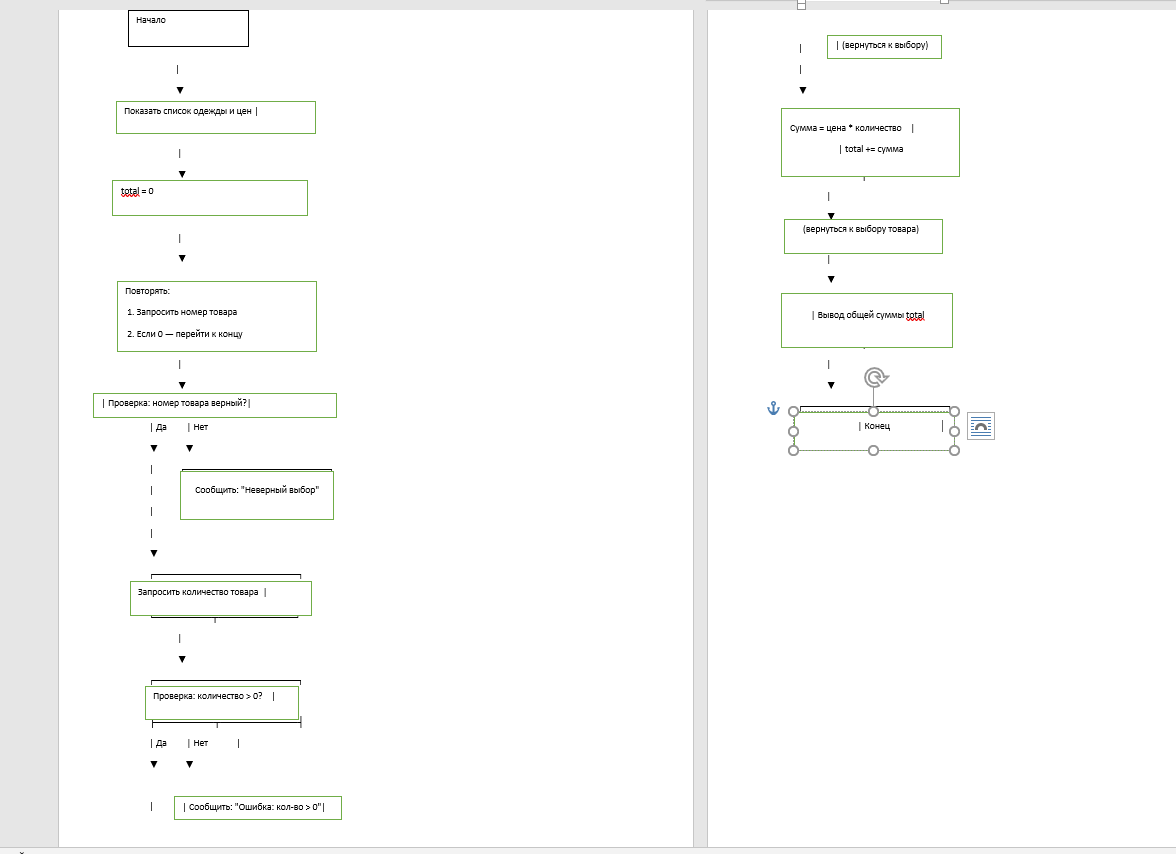 Начало
|
▼
Показать список одежды и цен |
|
▼
total = 0
|
▼
Повторять:
1. Запросить номер товара
2. Если 0 — перейти к концу
|
▼
| Проверка: номер товара верный?|
| Да | Нет
▼ ▼
|
| Сообщить: "Неверный выбор"
|
|
▼
Запросить количество товара |
|
▼
Проверка: количество > 0? |
| Да | Нет |
▼ ▼
| | Сообщить: "Ошибка: кол-во > 0"|
| | (вернуться к выбору)
|
▼
Сумма = цена * количество |
| total += сумма
|
▼
(вернуться к выбору товара)
|
▼
| Вывод общей суммы total
|
▼
| Конец |